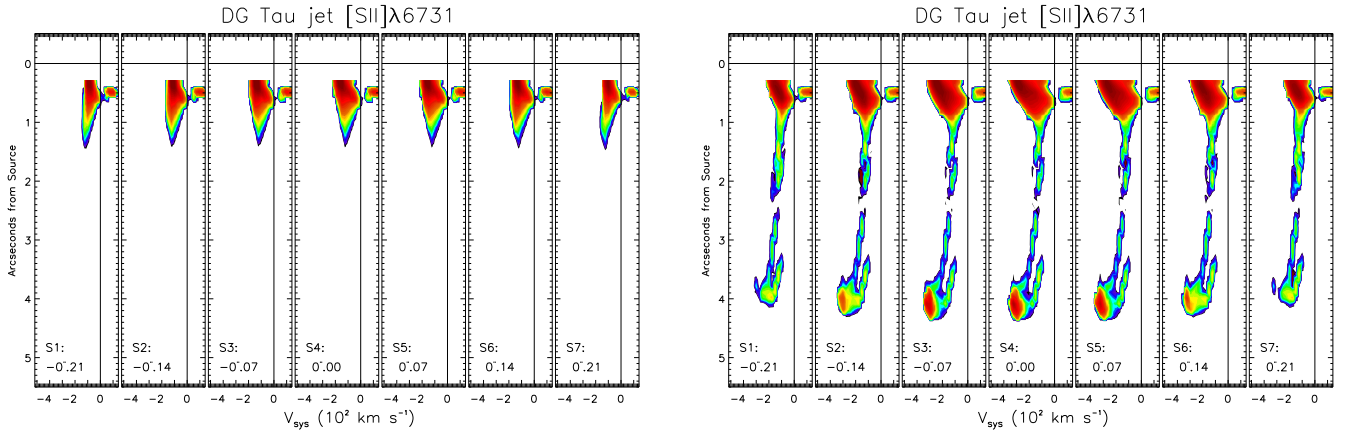 DG Tau jet [SII]λ6731
0
1
2
3
4
5
Arcseconds from Source
S1: S2: S3: S4: S5: S6: S7:
−0".21 −0".14 −0".07 0".00 0".07 0".14 0".21
−4 −2 0 −4 −2 0 −4 −2 0 −4 −2 0 −4 −2 0 −4 −2 0 −4 −2 0
Vsys (10² km s⁻¹)
DG Tau jet [SII]λ6731
0
1
2
3
4
5
Arcseconds from Source
S1: S2: S3: S4: S5: S6: S7:
−0".21 −0".14 −0".07 0".00 0".07 0".14 0".21
−4 −2 0 −4 −2 0 −4 −2 0 −4 −2 0 −4 −2 0 −4 −2 0 −4 −2 0
Vsys (10² km s⁻¹)